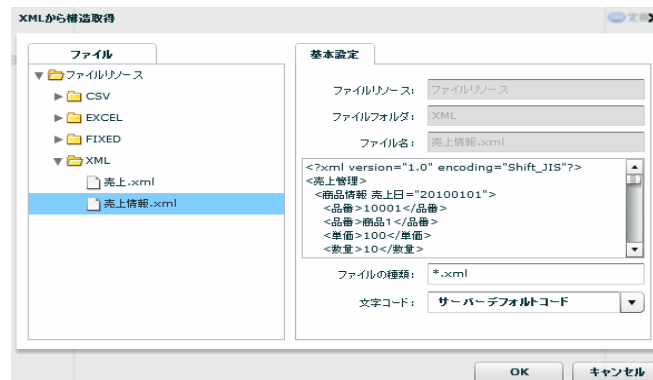 XMLから構造取得
ファイル
ファイルリソース
CSV
EXCEL
FIXED
XML
売上.xml
売上情報.xml
基本設定
ファイルリソース: ファイルリソース
ファイルフォルダ: XML
ファイル名: 売上情報.xml
<?xml version="1.0" encoding="Shift_JIS"?>
<売上管理>
<商品情報 売上日="20100101">
<品番>10001</品番>
<品番>商品1</品番>
<単価>100</単価>
<数量>10</数量>
ファイルの種類: *.xml
文字コード: サーバーデフォルトコード
OK キャンセル